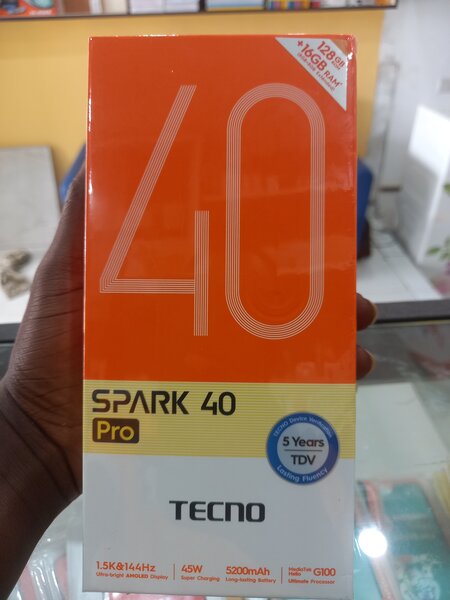 128GB
+16GB RAM*
40
SPARK 40
Pro
TECNO Device Verification
5 Years
TDV
Lasting Fluency
TECNO
1.5K&144Hz
Ultra-bright AMOLED Display
45W
Super Charging
5200mAh
Long-lasting Battery
MediaTek
Helio G100
Ultimate Processor